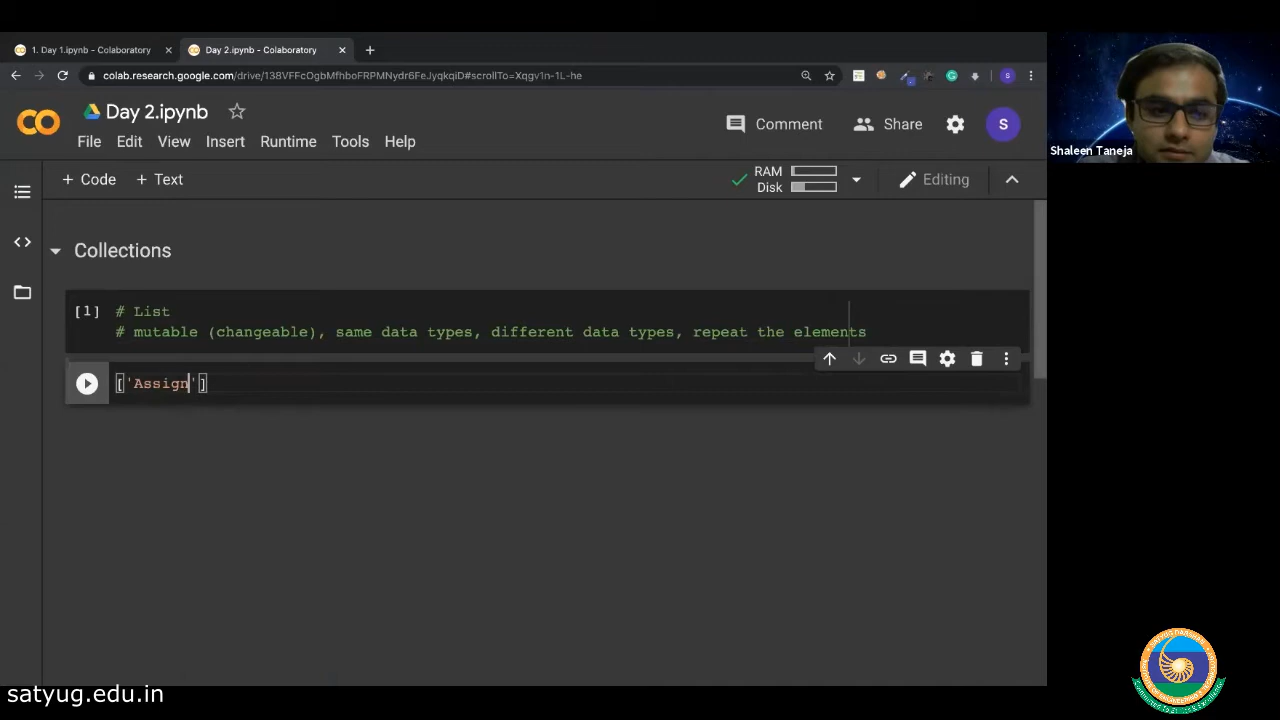 1. Day 1.ipynb - Colaboratory
Day 2.ipynb - Colaboratory
colab.research.google.com/drive/138VFFcOgbMfhboFRPMNydr6FeJyqkqiD#scrollTo=Xqgv1n-1L-he
S
Day 2.ipynb
Comment
Share
S
File Edit View Insert Runtime Tools Help
+ Code + Text
RAM
Disk
Editing
Collections
[1] # List
# mutable (changeable), same data types, different data types, repeat the elements
['Assign']
Shaleen Taneja
satyug.edu.in